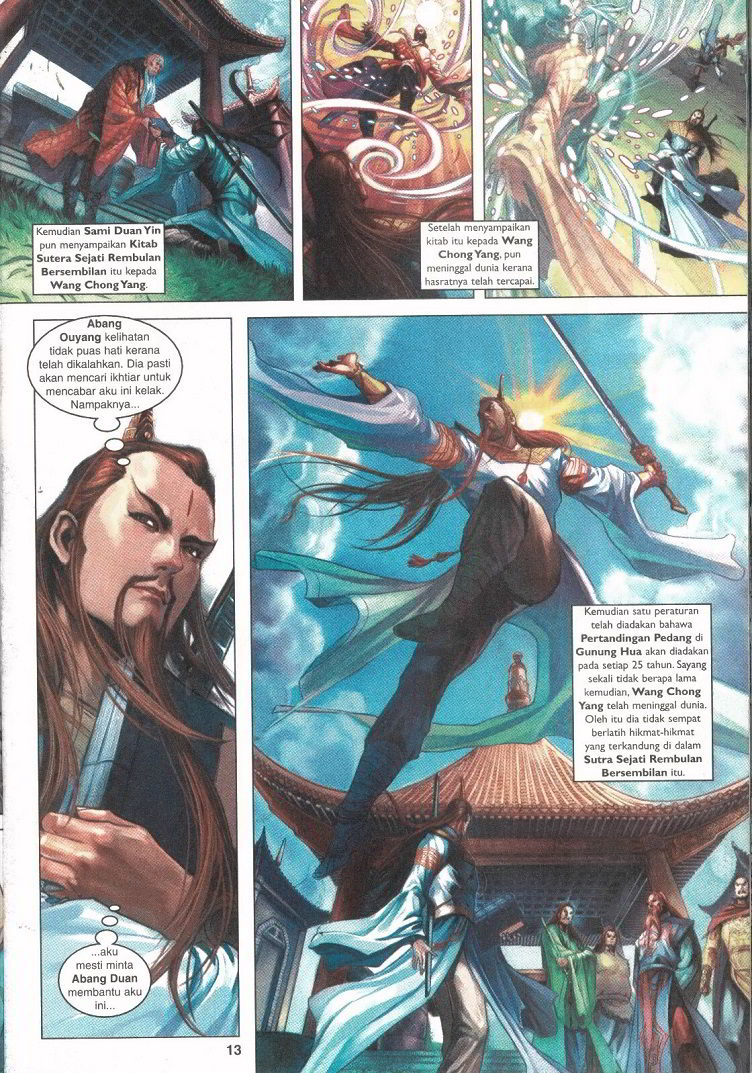 Kemudian Sami Duan Yin
pun menyampaikan Kitab
Sutera Sejati Rembulan
Bersembilan itu kepada
Wang Chong Yang.
Setelah menyampaikan
kitab itu kepada Wang
Chong Yang, pun
meninggal dunia kerana
hasratnya telah tercapai.
Abang
Ouyang kelihatan
tidak puas hati kerana
telah dikalahkan. Dia pasti
akan mencari ikhtiar untuk
mencabar aku ini kelak.
Nampaknya...
...aku
mesti minta
Abang Duan
membantu aku
ini...
Kemudian satu peraturan
telah diadakan bahawa
Pertandingan Pedang di
Gunung Hua akan diadakan
pada setiap 25 tahun. Sayang
sekali tidak berapa lama
kemudian, Wang Chong
Yang telah meninggal dunia.
Oleh itu dia tidak sempat
berlatih hikmat-hikmat
yang terkandung di dalam
Sutra Sejati Rembulan
Bersembilan itu.
13